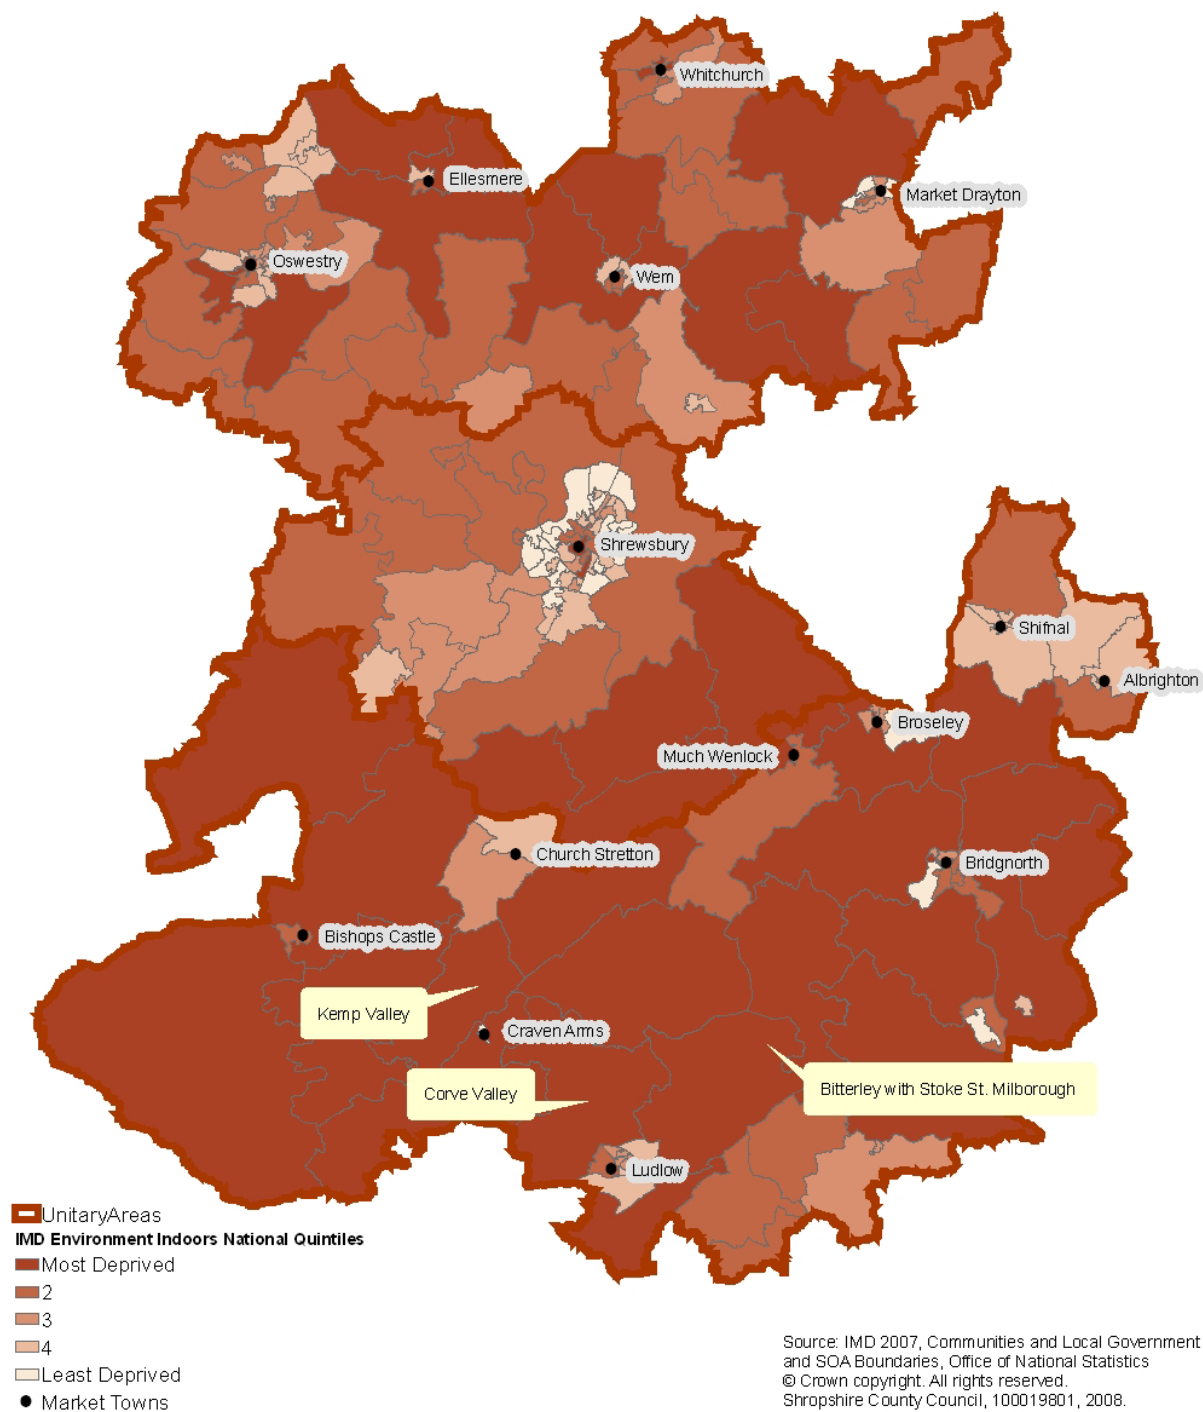 Whitchurch
Ellesmere
Market Drayton
Oswestry
Wem
Shrewsbury
Shifnal
Albrighton
Broseley
Much Wenlock
Church Stretton
Bridgnorth
Bishops Castle
Kemp Valley
Craven Arms
Corve Valley
Bitterley with Stoke St. Milborough
Ludlow
UnitaryAreas
IMD Environment Indoors National Quintiles
Most Deprived
2
3
4
Least Deprived
Market Towns
Source: IMD 2007, Communities and Local Government
and SOA Boundaries, Office of National Statistics
© Crown copyright. All rights reserved.
Shropshire County Council, 100019801, 2008.